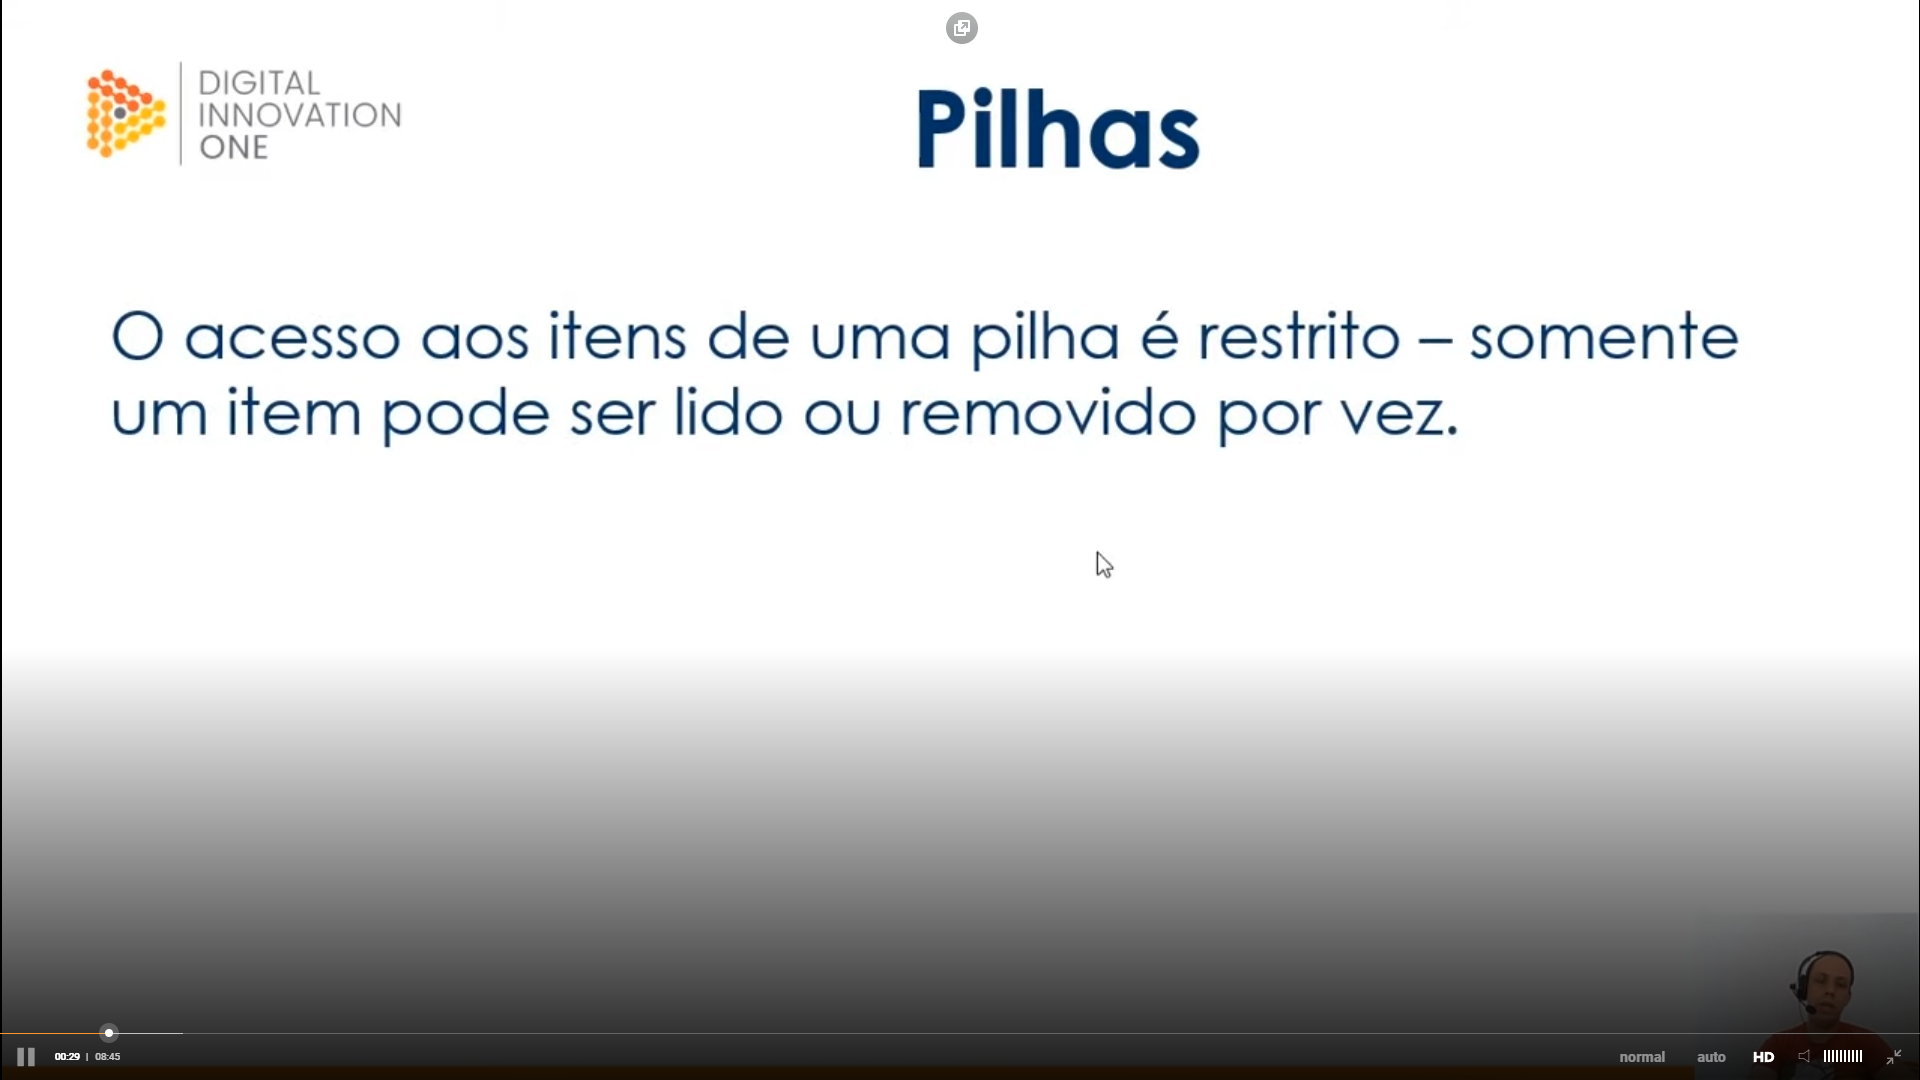 DIGITAL
INNOVATION
ONE
Pilhas
O acesso aos itens de uma pilha é restrito – somente
um item pode ser lido ou removido por vez.
00:29 | 08:45
normal auto HD